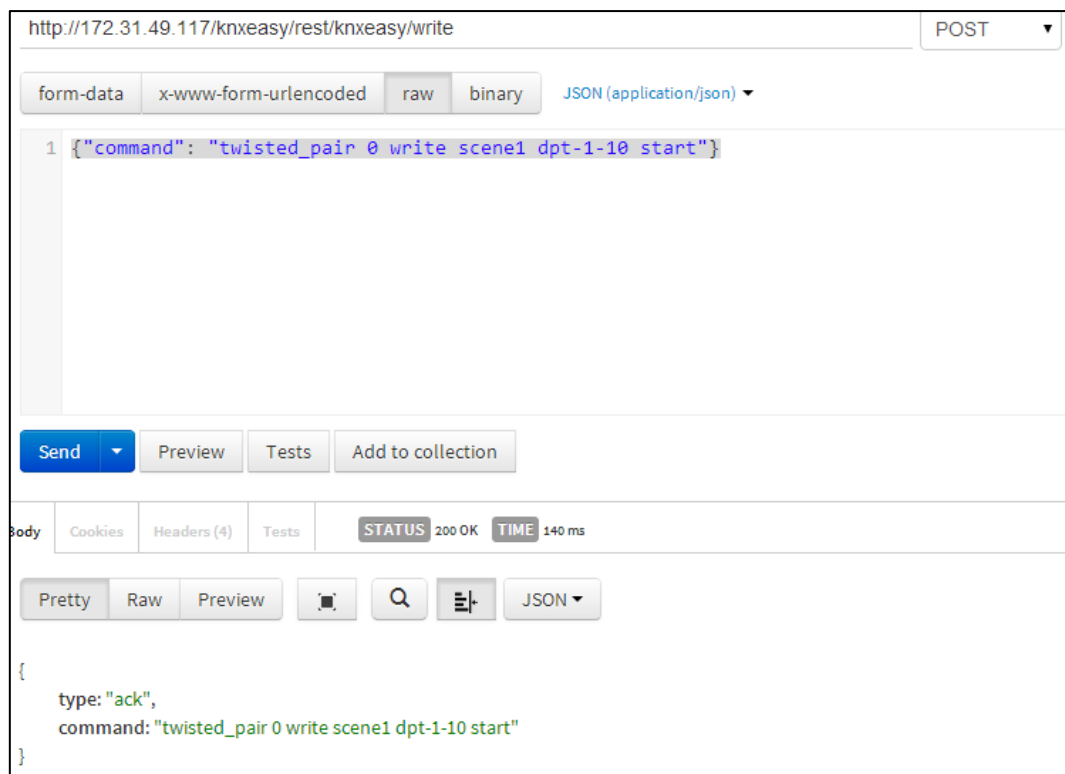 http://172.31.49.117/knxeasy/rest/knxeasy/write POST
form-data x-www-form-urlencoded raw binary JSON (application/json)
1 {"command": "twisted_pair 0 write scene1 dpt-1-10 start"}
Send Preview Tests Add to collection
Body Cookies Headers (4) Tests STATUS 200 OK TIME 140 ms
Pretty Raw Preview JSON
{
type: "ack",
command: "twisted_pair 0 write scene1 dpt-1-10 start"
}